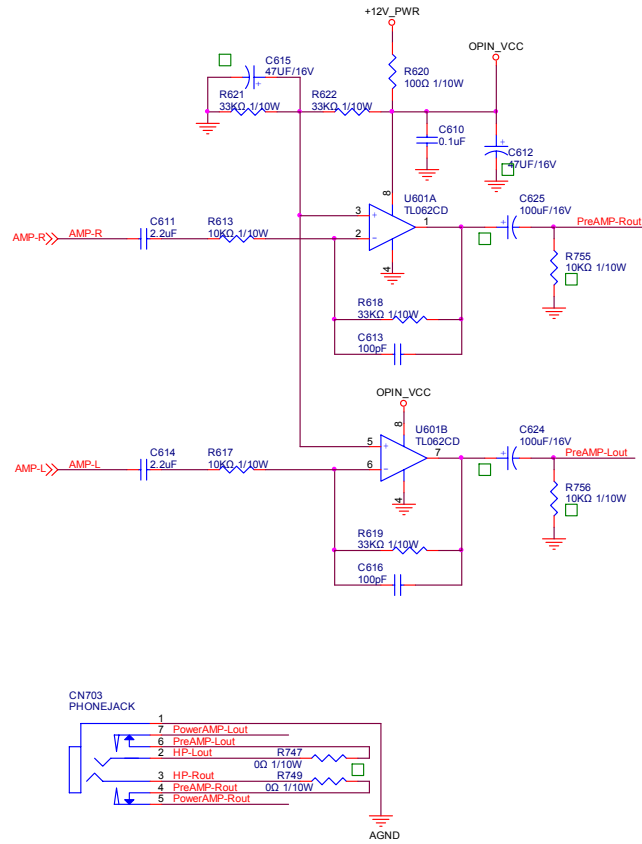 +12V_PWR
OPIN_VCC
C615
47UF/16V
R620
100Ω 1/10W
R621
33KΩ 1/10W
R622
33KΩ 1/10W
C610
0.1uF
C612
47UF/16V
8
U601A
TL062CD
C625
100uF/16V
3
+
1
PreAMP-Rout
C611
2.2uF
R613
10KΩ 1/10W
AMP-R
AMP-R
2
-
4
R755
10KΩ 1/10W
R618
33KΩ 1/10W
C613
100pF
OPIN_VCC
8
U601B
TL062CD
C624
100uF/16V
5
+
7
PreAMP-Lout
C614
2.2uF
R617
10KΩ 1/10W
AMP-L
AMP-L
6
-
4
R756
10KΩ 1/10W
R619
33KΩ 1/10W
C616
100pF
CN703
PHONEJACK
1
7 PowerAMP-Lout
6 PreAMP-Lout
2 HP-Lout
R747
0Ω 1/10W
3 HP-Rout
R749
0Ω 1/10W
4 PreAMP-Rout
5 PowerAMP-Rout
AGND